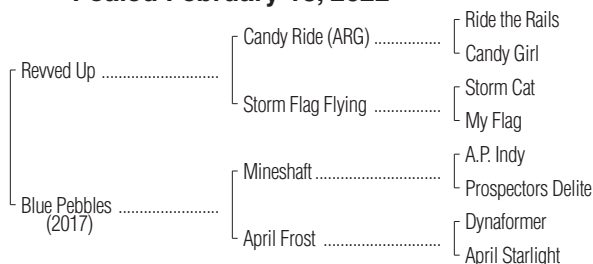 Foaled February 2022
Ride the Rails
Candy Ride (ARG) ................
Candy Girl
Revved Up ............................
Storm Cat
Storm Flag Flying ................
My Flag
A.P. Indy
Mineshaft ..............................
Prospectors Delite
Blue Pebbles ........................
(2017)
Dynaformer
April Frost ............................
April Starlight